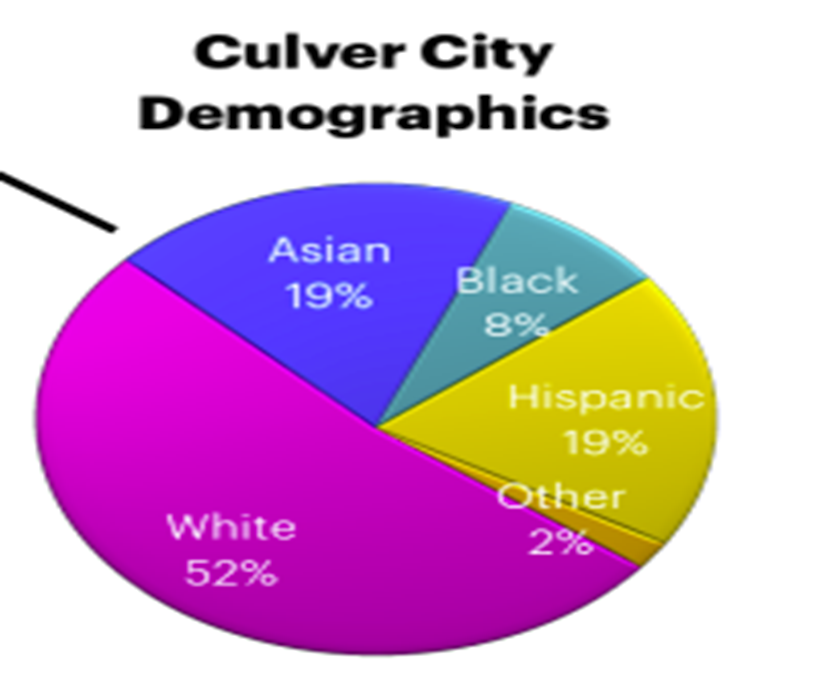 Culver City
Demographics
Asian
19%
Black
8%
Hispanic
19%
Other
2%
White
52%